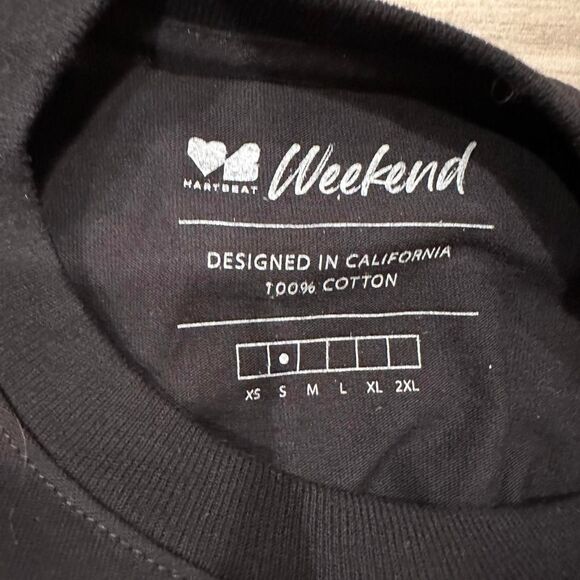 HARTBEAT Weekend
DESIGNED IN CALIFORNIA
100% COTTON
XS S M L XL 2XL